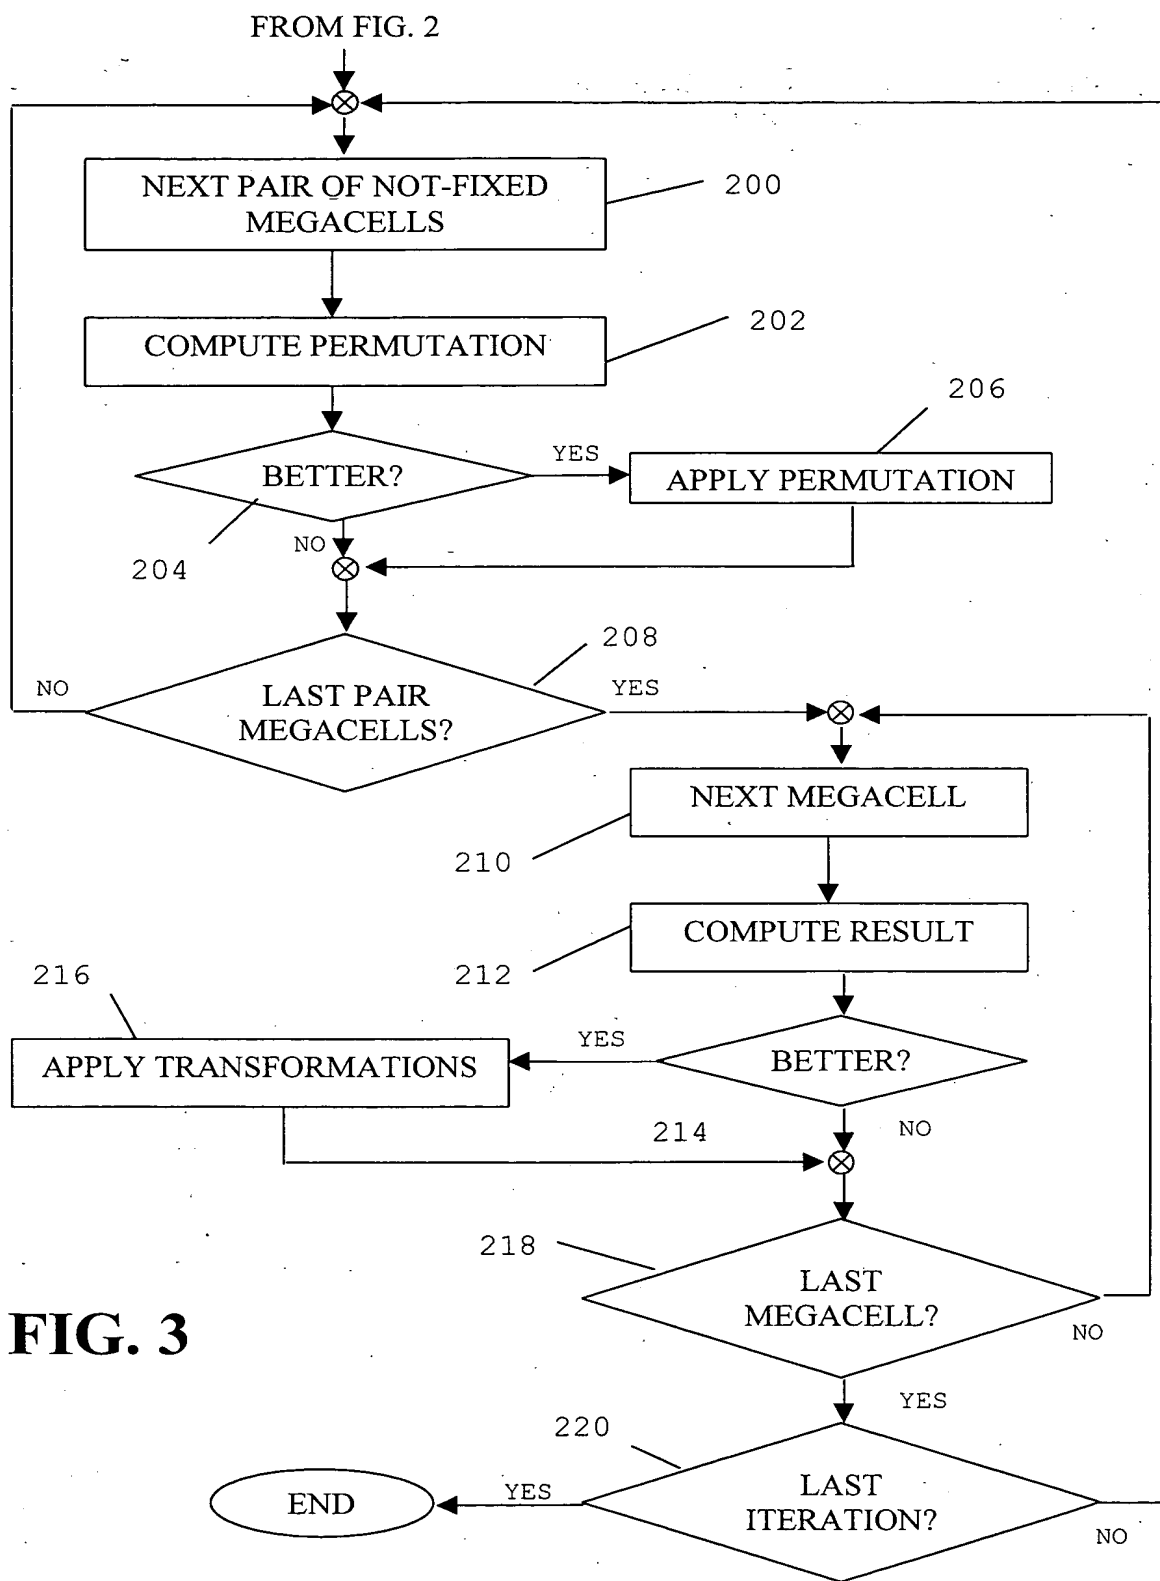 FROM FIG. 2
NEXT PAIR OF NOT-FIXED
MEGACELLS
200
COMPUTE PERMUTATION
202
206
BETTER?
YES
APPLY PERMUTATION
NO
204
208
NO
LAST PAIR
MEGACELLS?
YES
NEXT MEGACELL
210
COMPUTE RESULT
212
216
APPLY TRANSFORMATIONS
YES
BETTER?
214
NO
218
LAST
MEGACELL?
NO
FIG. 3
YES
220
LAST
ITERATION?
YES
END
NO